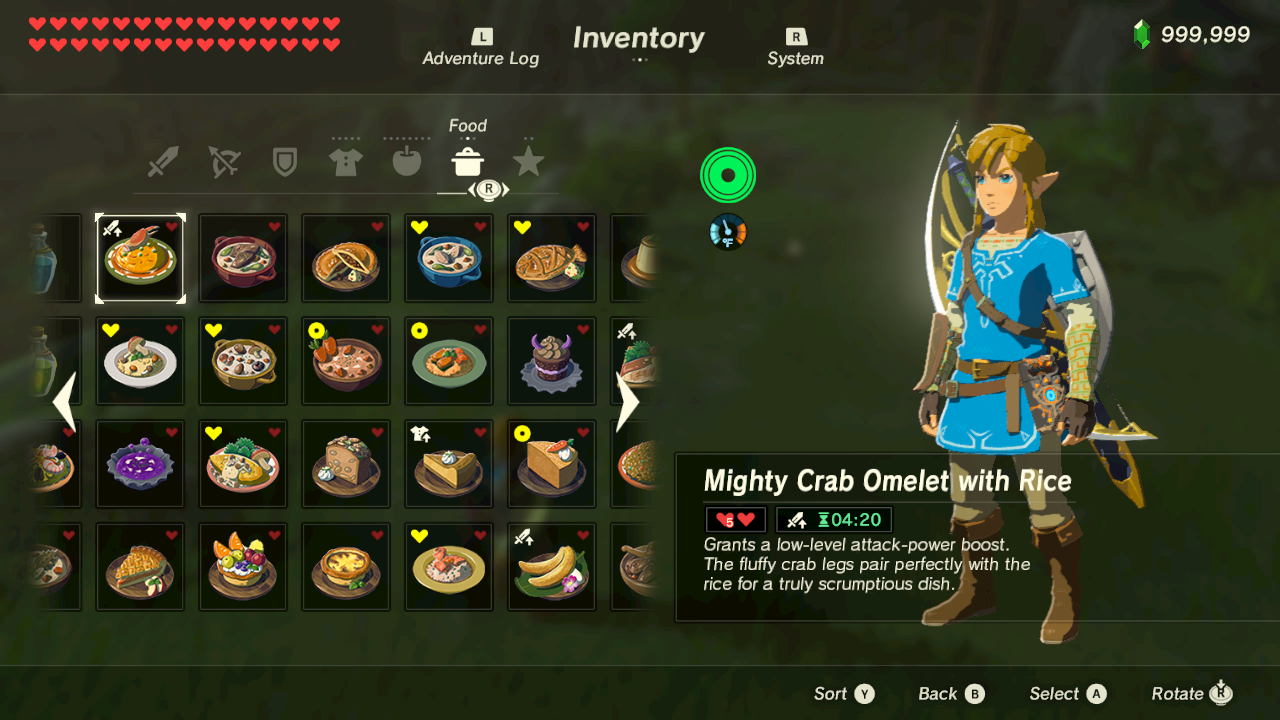 L
Adventure Log
Inventory
R
System
999,999
Food
R
°F
Mighty Crab Omelet with Rice
5
04:20
Grants a low-level attack-power boost.
The fluffy crab legs pair perfectly with the
rice for a truly scrumptious dish.
Sort Y
Back B
Select A
Rotate R